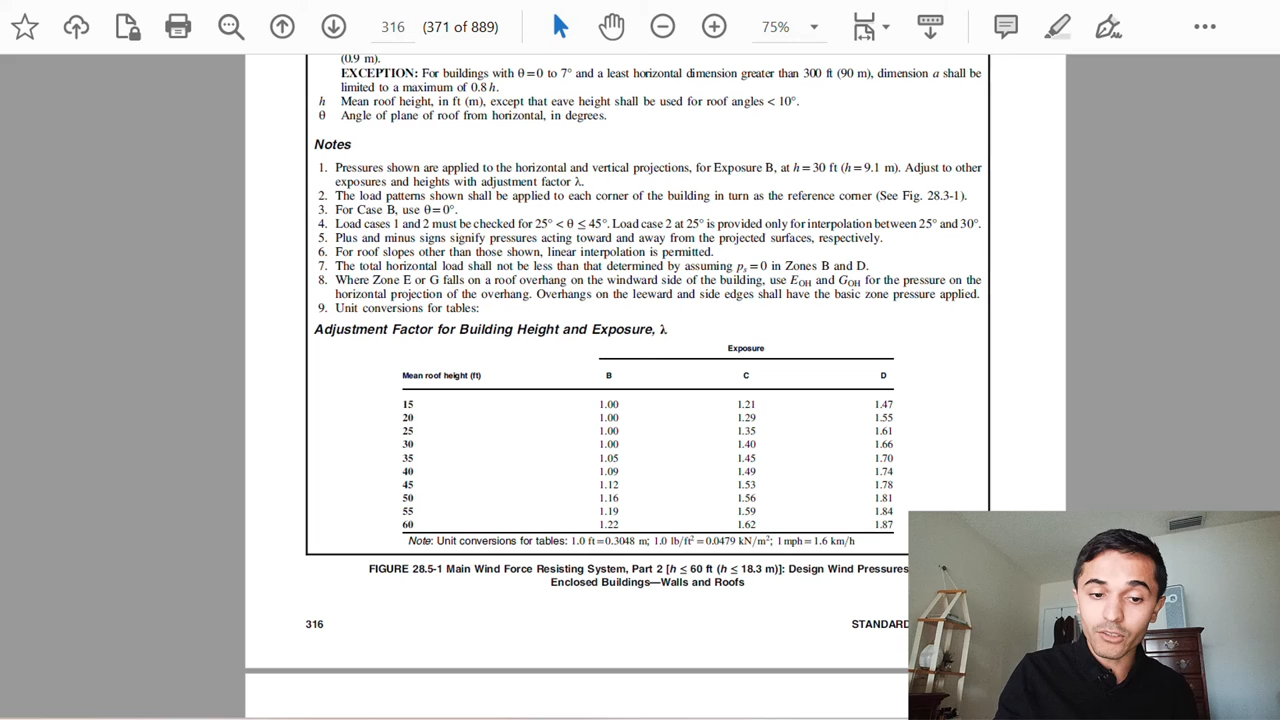 316 (371 of 889) 75%
(0.9 m).
EXCEPTION: For buildings with θ=0 to 7° and a least horizontal dimension greater than 300 ft (90 m), dimension a shall be
limited to a maximum of 0.8 h.
h Mean roof height, in ft (m), except that eave height shall be used for roof angles < 10°.
θ Angle of plane of roof from horizontal, in degrees.
Notes
1. Pressures shown are applied to the horizontal and vertical projections, for Exposure B, at h=30 ft (h=9.1 m). Adjust to other
exposures and heights with adjustment factor λ.
2. The load patterns shown shall be applied to each corner of the building in turn as the reference corner (See Fig. 28.3-1).
3. For Case B, use θ=0°.
4. Load cases 1 and 2 must be checked for 25° < θ ≤ 45°. Load case 2 at 25° is provided only for interpolation between 25° and 30°.
5. Plus and minus signs signify pressures acting toward and away from the projected surfaces, respectively.
6. For roof slopes other than those shown, linear interpolation is permitted.
7. The total horizontal load shall not be less than that determined by assuming ps=0 in Zones B and D.
8. Where Zone E or G falls on a roof overhang on the windward side of the building, use EOH and GOH for the pressure on the
horizontal projection of the overhang. Overhangs on the leeward and side edges shall have the basic zone pressure applied.
9. Unit conversions for tables:
Adjustment Factor for Building Height and Exposure, λ
Exposure
Mean roof height (ft) B C D
15 1.00 1.21 1.47
20 1.00 1.29 1.55
25 1.00 1.35 1.61
30 1.00 1.40 1.66
35 1.05 1.45 1.70
40 1.09 1.49 1.74
45 1.12 1.53 1.78
50 1.16 1.56 1.81
55 1.19 1.59 1.84
60 1.22 1.62 1.87
Note: Unit conversions for tables: 1.0 ft=0.3048 m; 1.0 lb/ft²=0.0479 kN/m²; 1 mph=1.6 km/h
FIGURE 28.5-1 Main Wind Force Resisting System, Part 2 [h ≤ 60 ft (h ≤ 18.3 m)]: Design Wind Pressures
Enclosed Buildings—Walls and Roofs
316 STANDARD